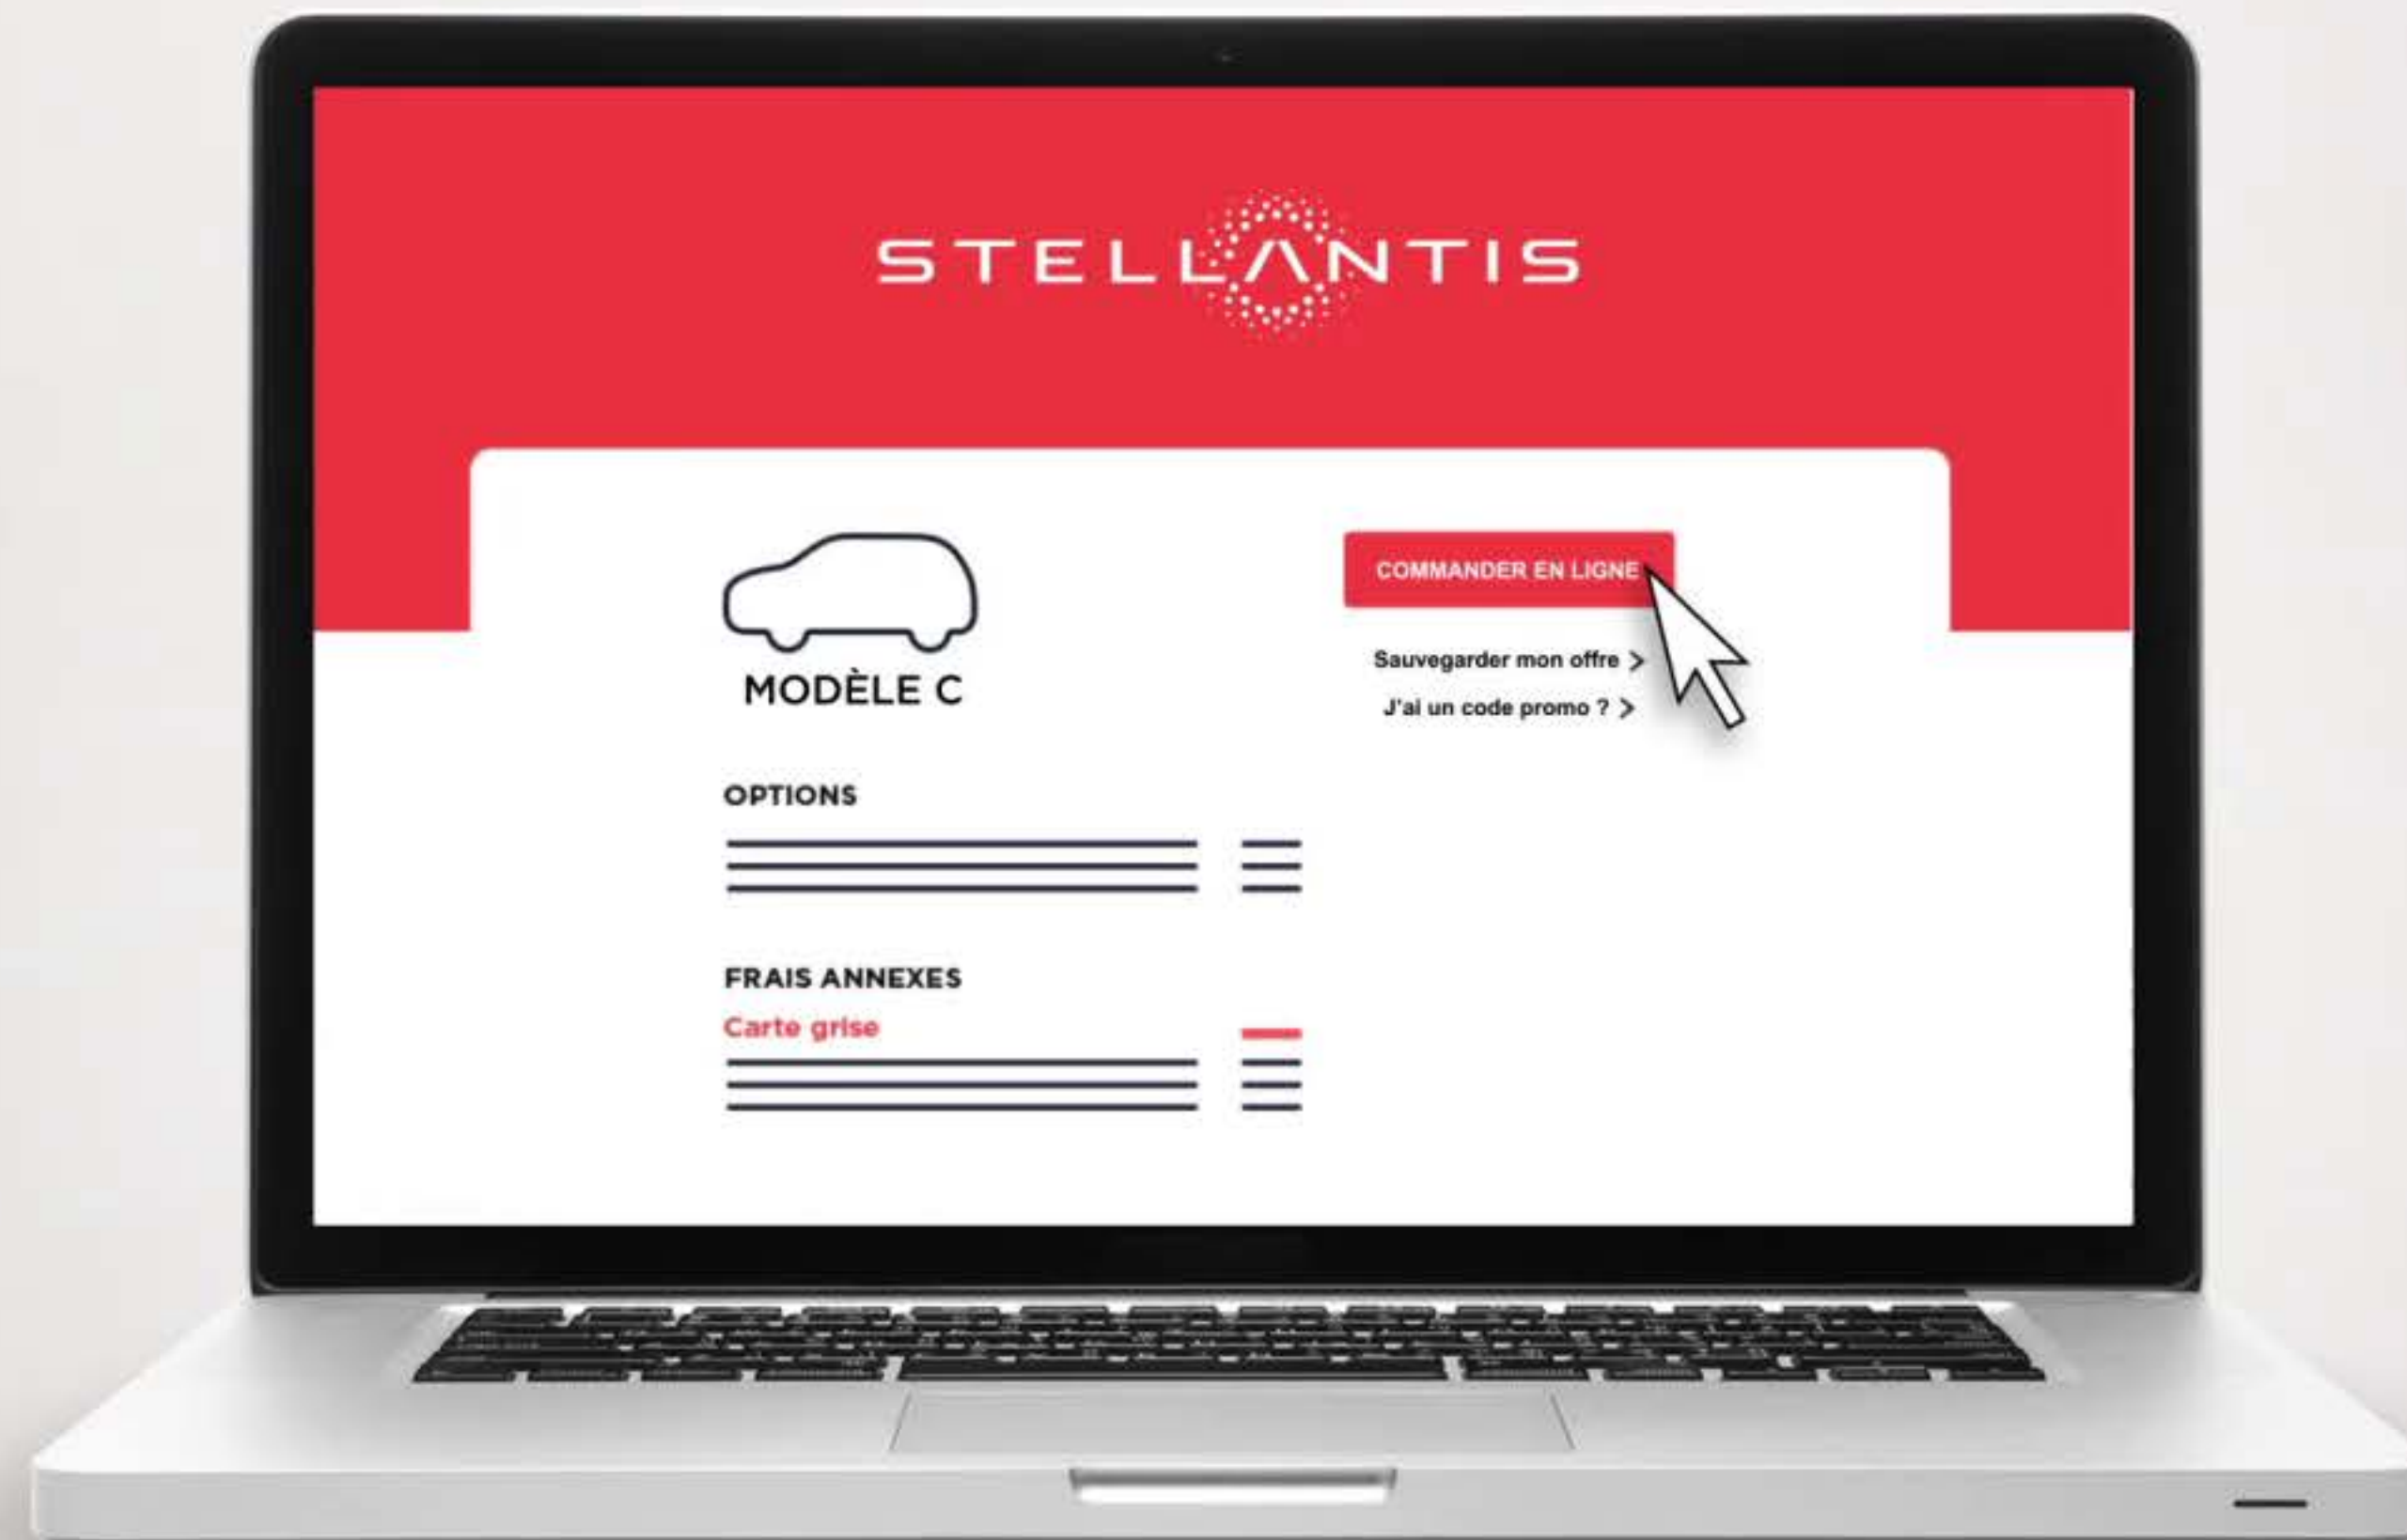 STELLANTIS
MODÈLE C
COMMANDER EN LIGNE
Sauvegarder mon offre >
J'ai un code promo ? >
OPTIONS
FRAIS ANNEXES
Carte grise